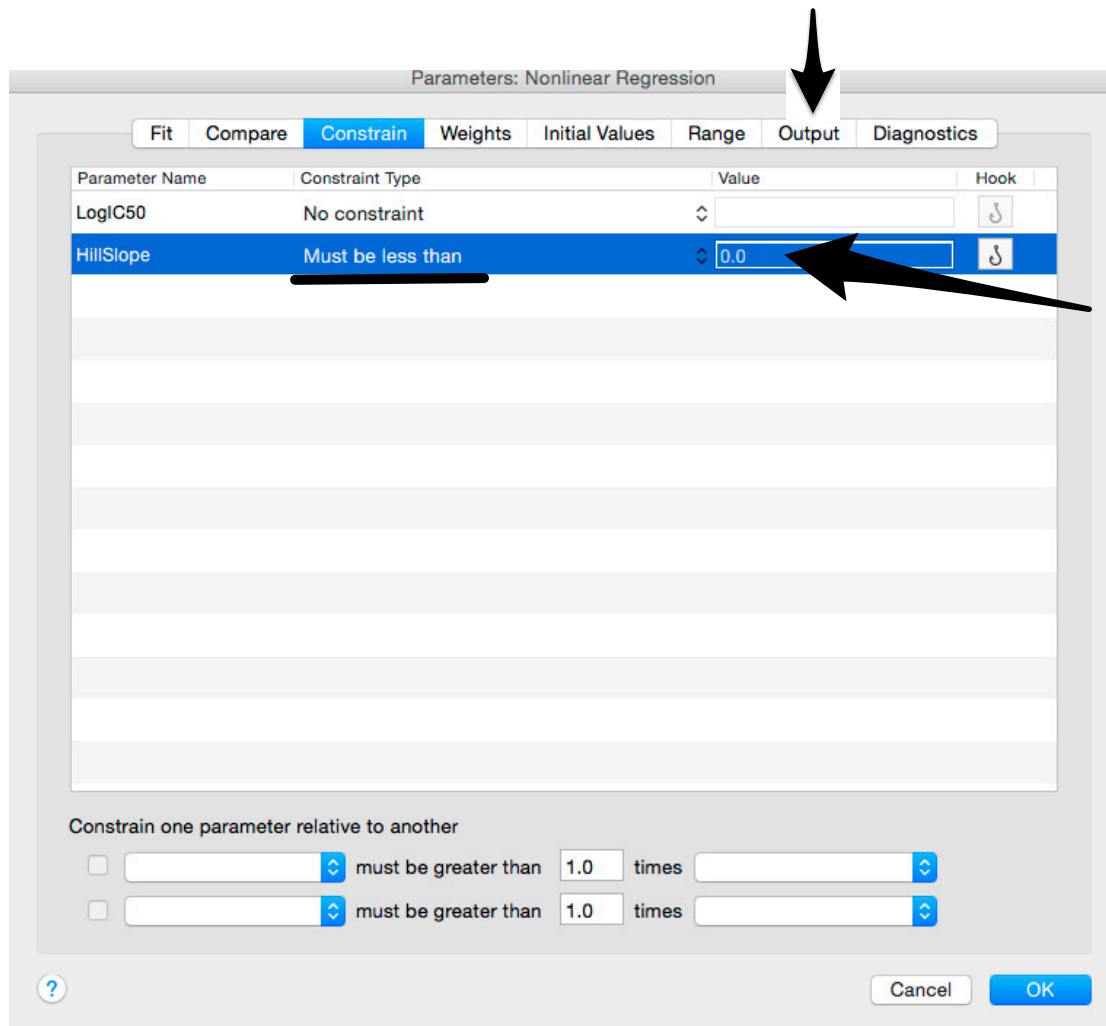 Parameters: Nonlinear Regression
Fit Compare Constrain Weights Initial Values Range Output Diagnostics
Parameter Name Constraint Type Value Hook
LogIC50 No constraint
HillSlope Must be less than 0.0
Constrain one parameter relative to another
must be greater than 1.0 times
must be greater than 1.0 times
? Cancel OK